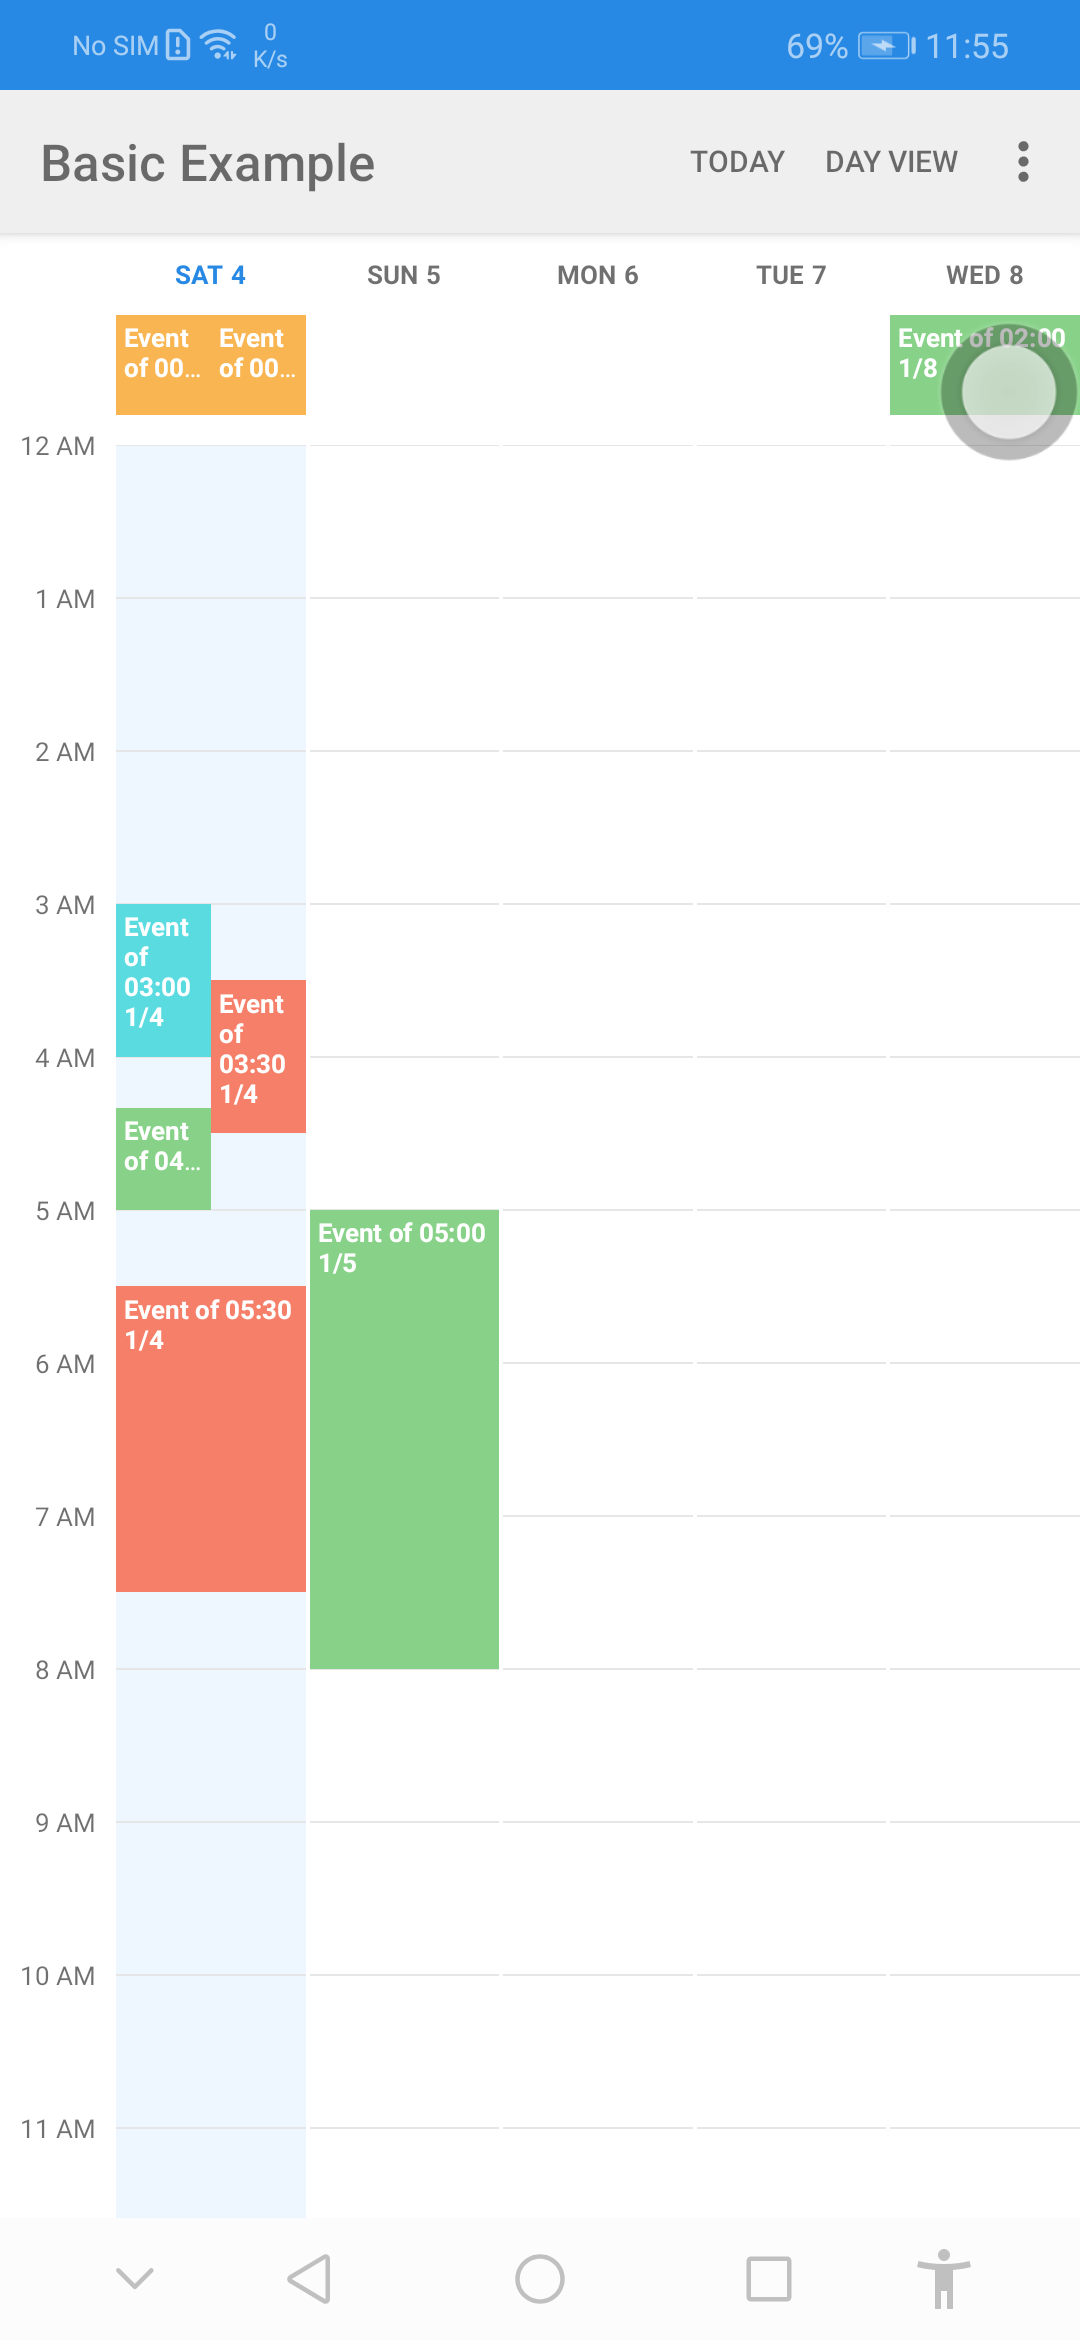 No SIM
0
K/s
69%
11:55
Basic Example
TODAY
DAY VIEW
SAT 4
SUN 5
MON 6
TUE 7
WED 8
Event
of 00...
Event
of 00...
Event of 02:00
1/8
12 AM
1 AM
2 AM
3 AM
4 AM
5 AM
6 AM
7 AM
8 AM
9 AM
10 AM
11 AM
Event
of
03:00
1/4
Event
of
03:30
1/4
Event
of 04...
Event of 05:30
1/4
Event of 05:00
1/5